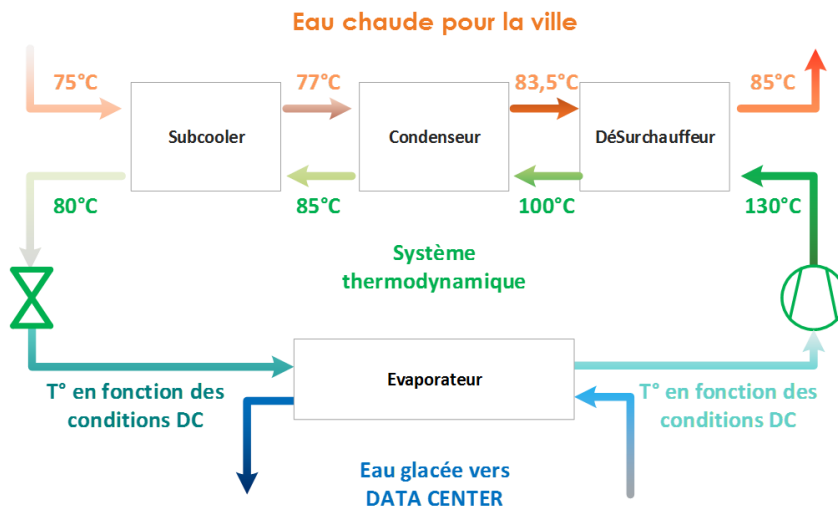 Eau chaude pour la ville
75°C
77°C
83,5°C
85°C
Subcooler
Condenseur
DéSurchauffeur
80°C
85°C
100°C
130°C
Système
thermodynamique
Evaporateur
T° en fonction des
conditions DC
T° en fonction des
conditions DC
Eau glacée vers
DATA CENTER